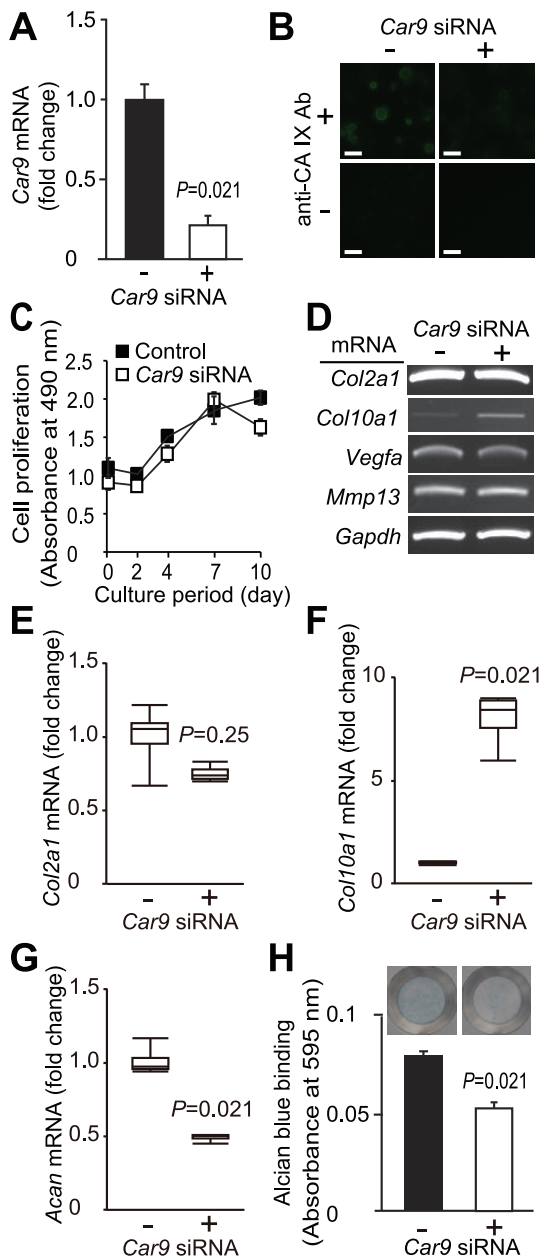 A
Car9 mRNA
(fold change)
1.0
0.5
0
P=0.021
–
+
Car9 siRNA
B
Car9 siRNA
–
+
anti-CA IX Ab
+
–
C
Control
Car9 siRNA
Cell proliferation
(Absorbance at 490 nm)
2.5
2.0
1.5
1.0
0.5
0
0 2 4 7 10
Culture period (day)
D
Car9 siRNA
mRNA – +
Col2a1
Col10a1
Vegfa
Mmp13
Gapdh
E
Col2a1 mRNA (fold change)
1.5
1.0
0.5
0
P=0.25
–
+
Car9 siRNA
F
Col10a1 mRNA (fold change)
10
5
0
P=0.021
–
+
Car9 siRNA
G
Acan mRNA (fold change)
1.5
1.0
0.5
0
P=0.021
–
+
Car9 siRNA
H
Alcian blue binding
(Absorbance at 595 nm)
0.1
0.05
0
P=0.021
–
+
Car9 siRNA